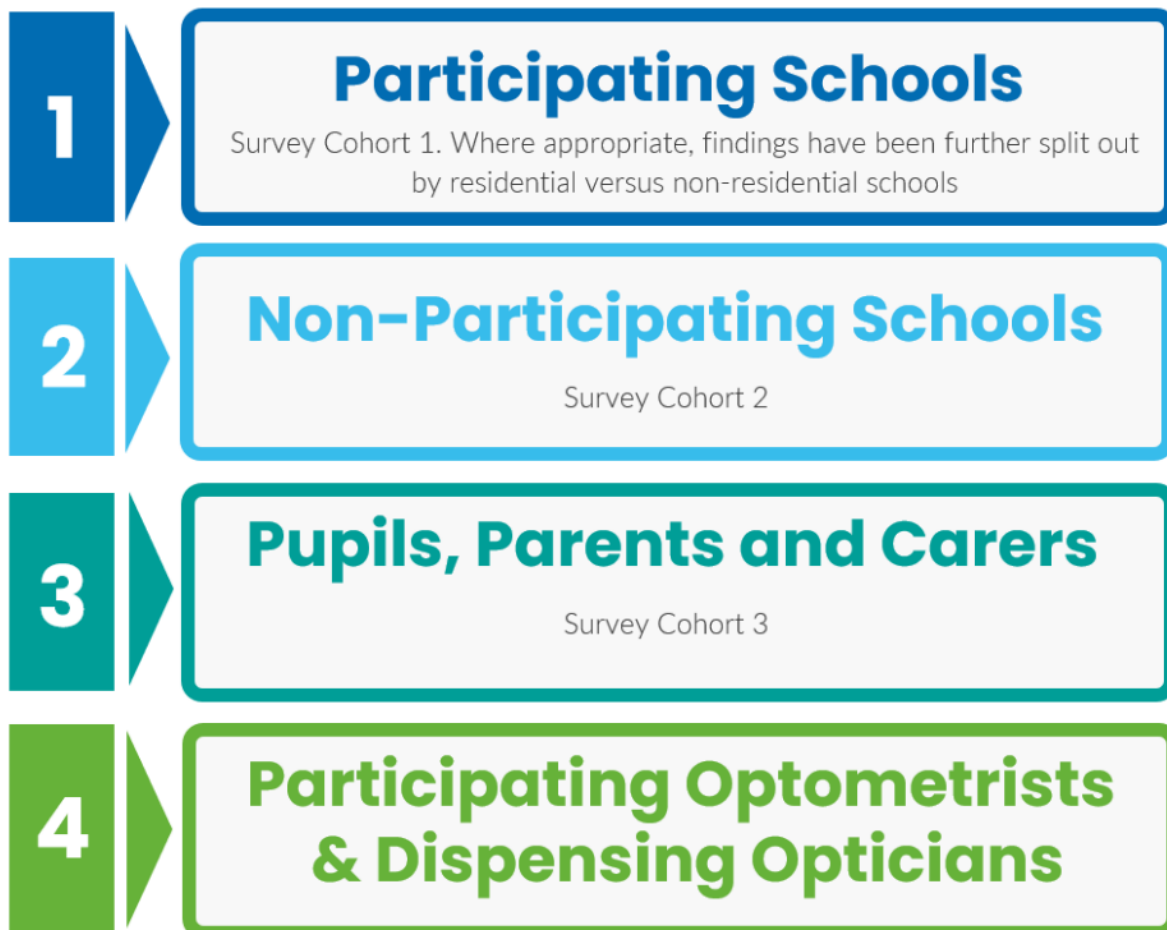 1
Participating Schools
Survey Cohort 1. Where appropriate, findings have been further split out
by residential versus non-residential schools
2
Non-Participating Schools
Survey Cohort 2
3
Pupils, Parents and Carers
Survey Cohort 3
4
Participating Optometrists
& Dispensing Opticians